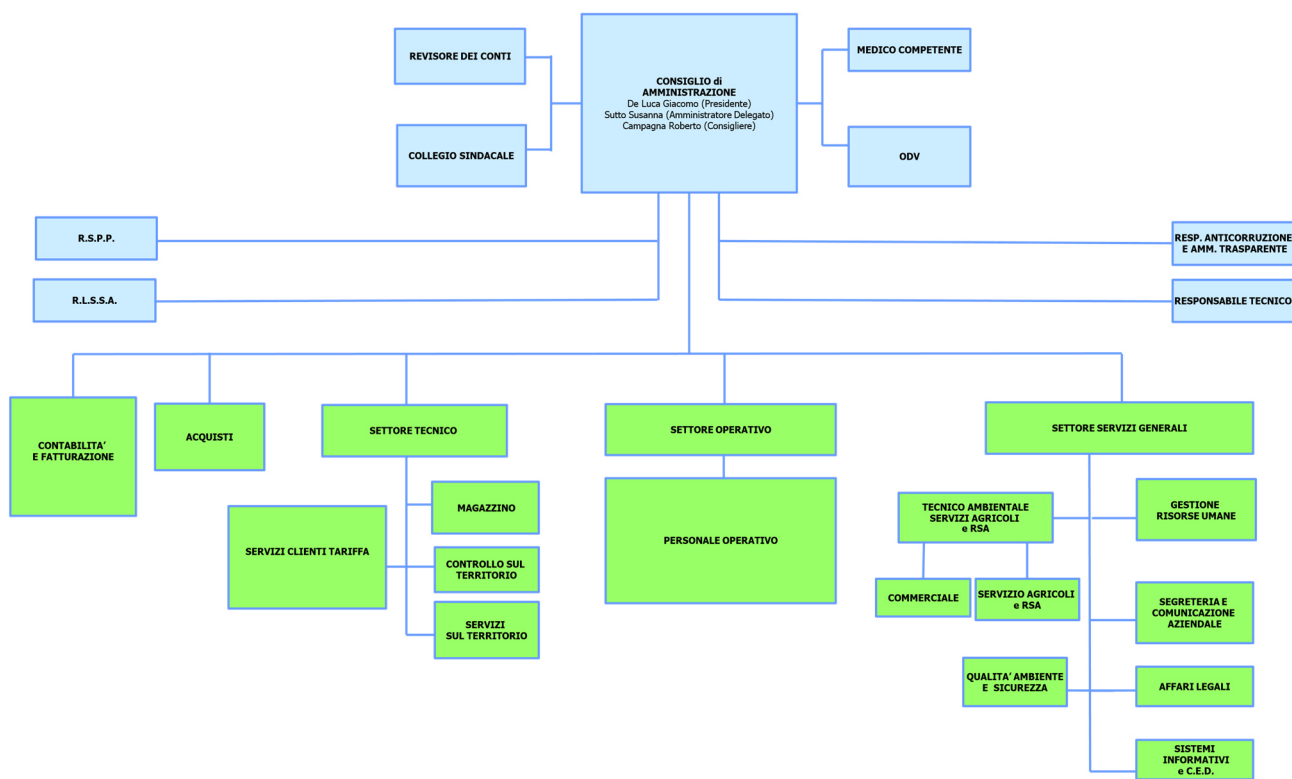 REVISORE DEI CONTI
COLLEGIO SINDACALE
CONSIGLIO di
AMMINISTRAZIONE
De Luca Giacomo (Presidente)
Sutto Susanna (Amministratore Delegato)
Campagna Roberto (Consigliere)
MEDICO COMPETENTE
ODV
R.S.P.P.
R.L.S.S.A.
RESP. ANTICORRUZIONE
E AMM. TRASPARENTE
RESPONSABILE TECNICO
CONTABILITA'
E FATTURAZIONE
ACQUISTI
SETTORE TECNICO
SETTORE OPERATIVO
SETTORE SERVIZI GENERALI
SERVIZI CLIENTI TARIFFA
MAGAZZINO
CONTROLLO SUL
TERRITORIO
SERVIZI
SUL TERRITORIO
PERSONALE OPERATIVO
TECNICO AMBIENTALE
SERVIZI AGRICOLI
e RSA
COMMERCIALE
SERVIZIO AGRICOLI
e RSA
GESTIONE
RISORSE UMANE
SEGRETERIA E
COMUNICAZIONE
AZIENDALE
QUALITA' AMBIENTE
E SICUREZZA
AFFARI LEGALI
SISTEMI
INFORMATIVI
e C.E.D.